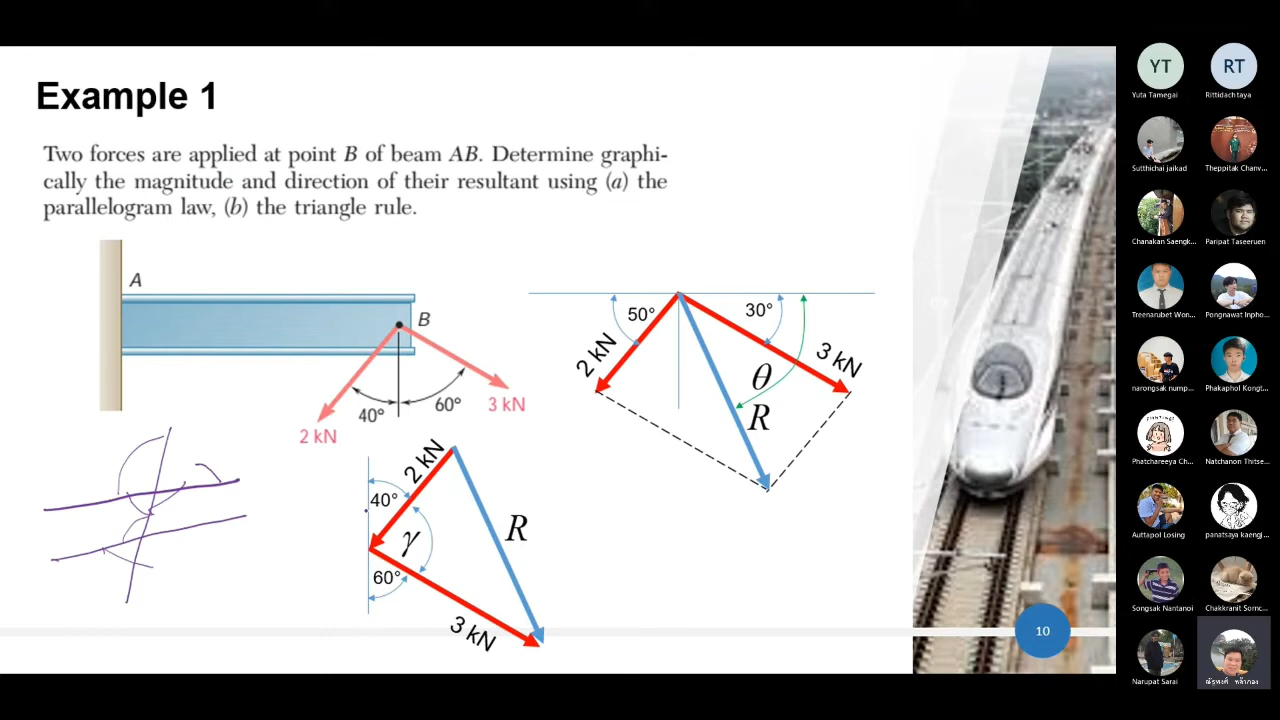 Example 1
Two forces are applied at point B of beam AB. Determine graphi-
cally the magnitude and direction of their resultant using (a) the
parallelogram law, (b) the triangle rule.
A
B
40°
60°
3 kN
2 kN
50°
30°
2 kN
3 kN
θ
R
2 kN
40°
γ
R
60°
3 kN
10
YT
RT
Yuta Tamegai
Rittidach taya
Sutthichai jaikad
Theppitak Chanv...
Chanakan Saengk...
Paripat Taseeruen
Treenarubet Won...
Pongnawat Inpho...
narongsak nump...
Phakaphol Kongt...
Phatchareeya Ch...
Natchanon Thitse...
Auttapol Losing
panatsaya kaengj...
Songsak Nantanoi
Chakkranit Sornc...
Narupat Sarai